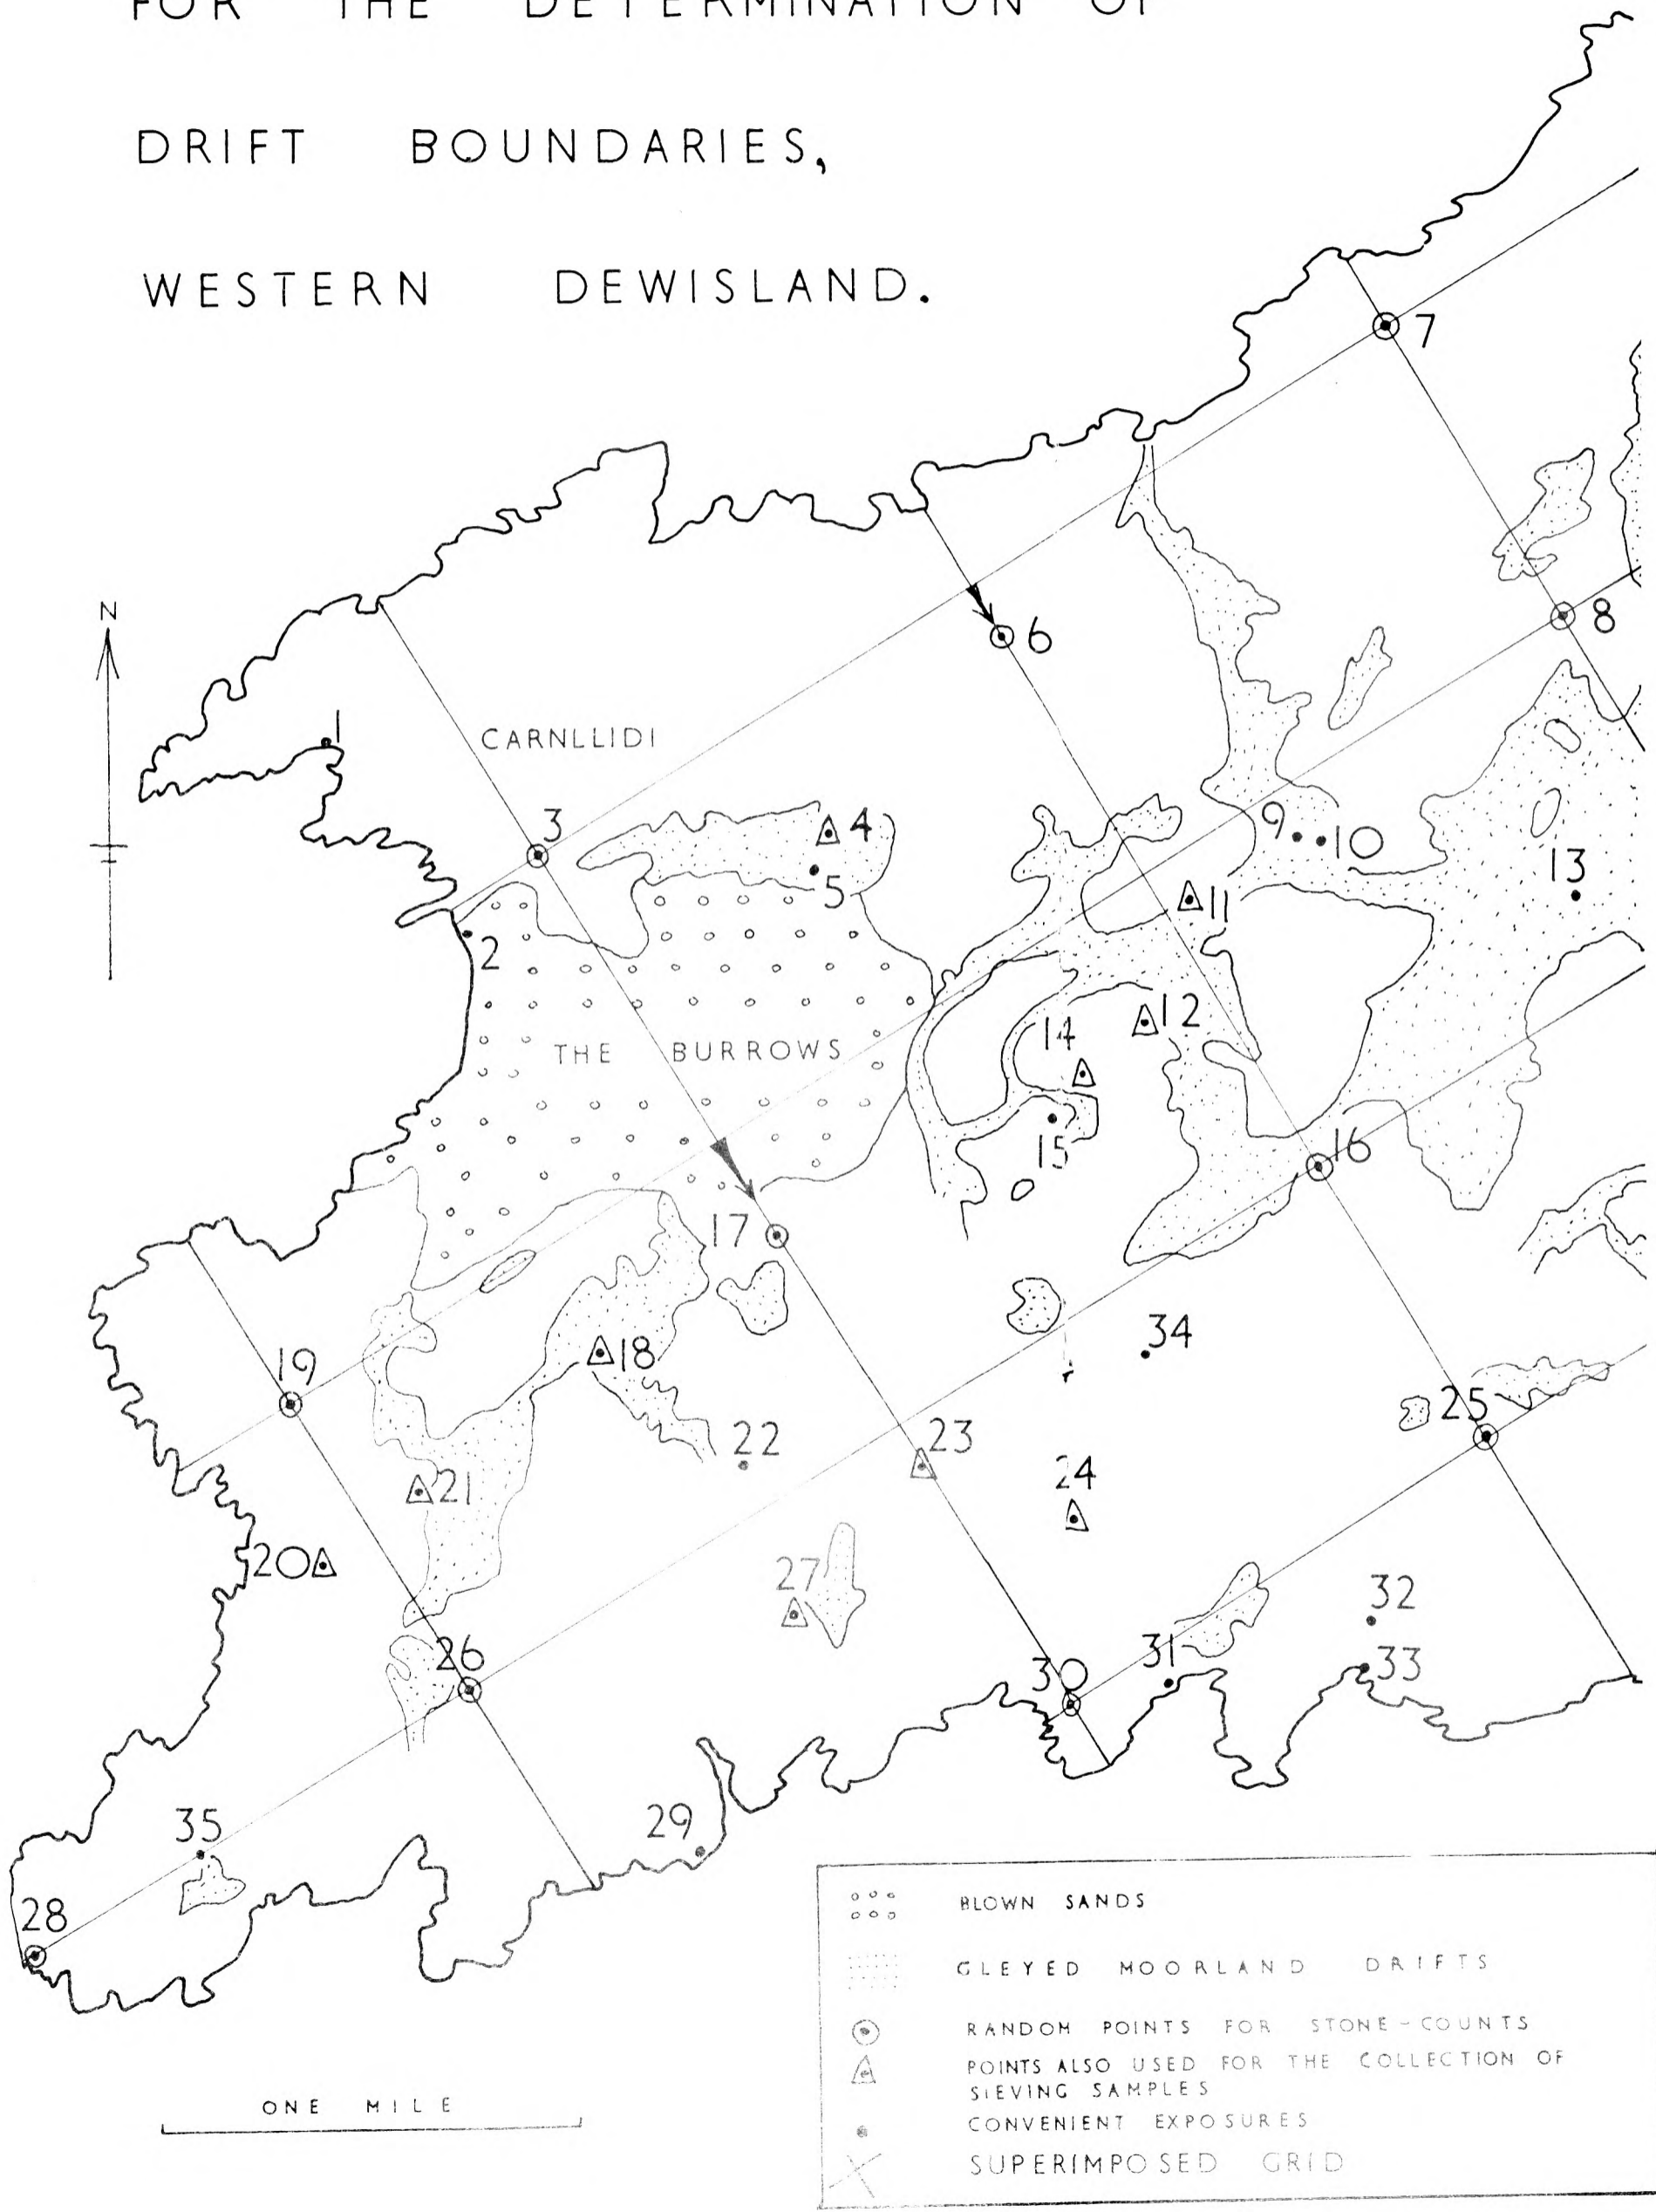 FOR THE DETERMINATION OF
DRIFT BOUNDARIES,
WESTERN DEWISLAND.
7
N
6
8
1
CARNLLIDI
3
4
9
10
5
13
11
2
12
14
THE BURROWS
15
16
17
34
18
19
25
22
23
21
24
20
27
32
26
31
30
33
35
29
28
BLOWN SANDS
GLEYED MOORLAND DRIFTS
RANDOM POINTS FOR STONE-COUNTS
POINTS ALSO USED FOR THE COLLECTION OF
SIEVING SAMPLES
ONE MILE
CONVENIENT EXPOSURES
SUPERIMPOSED GRID